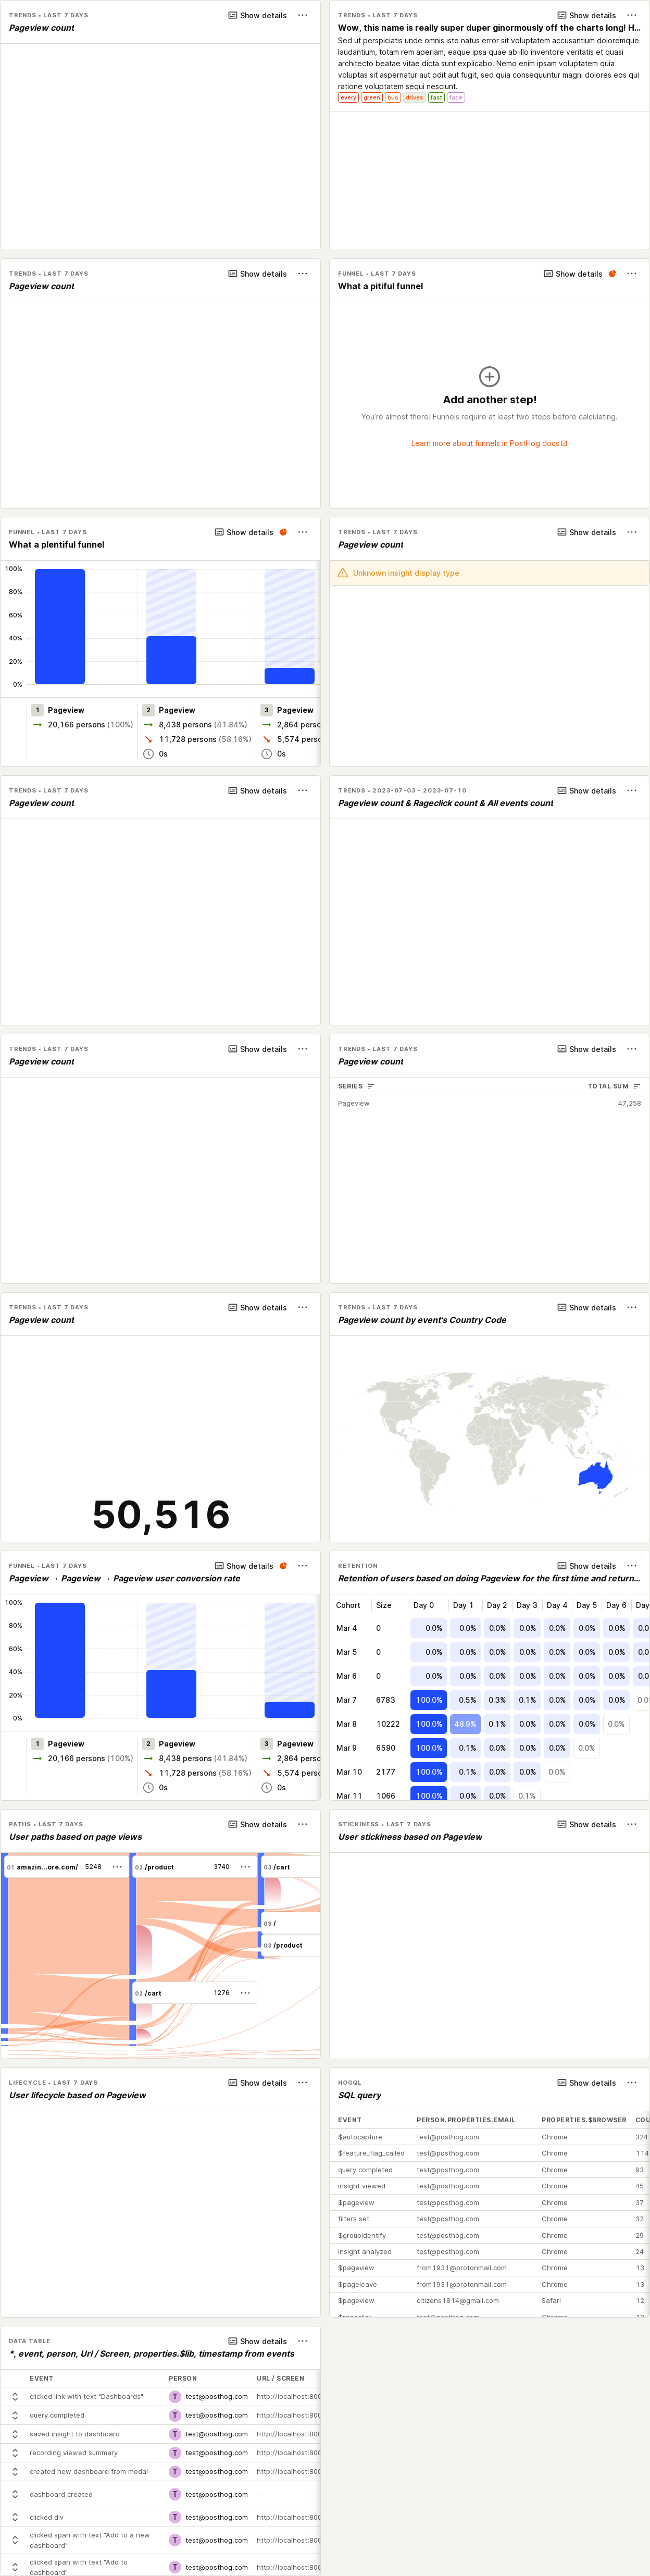 TRENDS • LAST 7 DAYS
Show details
Pageview count
TRENDS • LAST 7 DAYS
Show details
Wow, this name is really super duper ginormously off the charts long! H...
Sed ut perspiciatis unde omnis iste natus error sit voluptatem accusantium doloremque
laudantium, totam rem aperiam, eaque ipsa quae ab illo inventore veritatis et quasi
architecto beatae vitae dicta sunt explicabo. Nemo enim ipsam voluptatem quia
voluptas sit aspernatur aut odit aut fugit, sed quia consequuntur magni dolores eos qui
ratione voluptatem sequi nesciunt.
every green bus drives fast face
TRENDS • LAST 7 DAYS
Show details
Pageview count
FUNNEL • LAST 7 DAYS
Show details
What a pitiful funnel
Add another step!
You're almost there! Funnels require at least two steps before calculating.
Learn more about funnels in PostHog docs
FUNNEL • LAST 7 DAYS
Show details
What a plentiful funnel
100%
80%
60%
40%
20%
0%
1 Pageview
20,166 persons (100%)
2 Pageview
8,438 persons (41.84%)
11,728 persons (58.16%)
0s
3 Pageview
2,864 perso
5,574 perso
0s
TRENDS • LAST 7 DAYS
Show details
Pageview count
Unknown insight display type
TRENDS • LAST 7 DAYS
Show details
Pageview count
TRENDS • 2023-07-03 - 2023-07-10
Show details
Pageview count & Rageclick count & All events count
TRENDS • LAST 7 DAYS
Show details
Pageview count
TRENDS • LAST 7 DAYS
Show details
Pageview count
SERIES TOTAL SUM
Pageview 47,258
TRENDS • LAST 7 DAYS
Show details
Pageview count
50,516
TRENDS • LAST 7 DAYS
Show details
Pageview count by event's Country Code
FUNNEL • LAST 7 DAYS
Show details
Pageview → Pageview → Pageview user conversion rate
100%
80%
60%
40%
20%
0%
1 Pageview
20,166 persons (100%)
2 Pageview
8,438 persons (41.84%)
11,728 persons (58.16%)
0s
3 Pageview
2,864 perso
5,574 perso
0s
RETENTION
Show details
Retention of users based on doing Pageview for the first time and return...
Cohort Size Day 0 Day 1 Day 2 Day 3 Day 4 Day 5 Day 6 Day
Mar 4 0 0.0% 0.0% 0.0% 0.0% 0.0% 0.0% 0.0% 0.0
Mar 5 0 0.0% 0.0% 0.0% 0.0% 0.0% 0.0% 0.0% 0.0
Mar 6 0 0.0% 0.0% 0.0% 0.0% 0.0% 0.0% 0.0% 0.0
Mar 7 6783 100.0% 0.5% 0.3% 0.1% 0.0% 0.0% 0.0% 0.0
Mar 8 10222 100.0% 48.9% 0.1% 0.0% 0.0% 0.0% 0.0%
Mar 9 6590 100.0% 0.1% 0.0% 0.0% 0.0% 0.0%
Mar 10 2177 100.0% 0.1% 0.0% 0.0% 0.0%
Mar 11 1066 100.0% 0.0% 0.0% 0.1%
PATHS • LAST 7 DAYS
Show details
User paths based on page views
01 amazin...ore.com/ 5248
02 /product 3740
03 /cart
03 /
03 /product
02 /cart 1276
STICKINESS • LAST 7 DAYS
Show details
User stickiness based on Pageview
LIFECYCLE • LAST 7 DAYS
Show details
User lifecycle based on Pageview
HOGQL
Show details
SQL query
EVENT PERSON.PROPERTIES.EMAIL PROPERTIES.$BROWSER COU
$autocapture test@posthog.com Chrome 324
$feature_flag_called test@posthog.com Chrome 114
query completed test@posthog.com Chrome 93
insight viewed test@posthog.com Chrome 45
$pageview test@posthog.com Chrome 37
filters set test@posthog.com Chrome 32
$groupidentify test@posthog.com Chrome 29
insight analyzed test@posthog.com Chrome 24
$pageview from1931@protonmail.com Chrome 13
$pageleave from1931@protonmail.com Chrome 13
$pageview citizens1814@gmail.com Safari 12
DATA TABLE
Show details
*, event, person, Url / Screen, properties.$lib, timestamp from events
EVENT PERSON URL / SCREEN
clicked link with text "Dashboards" T test@posthog.com http://localhost:800
query completed T test@posthog.com http://localhost:800
saved insight to dashboard T test@posthog.com http://localhost:800
recording viewed summary T test@posthog.com http://localhost:800
created new dashboard from modal T test@posthog.com http://localhost:800
dashboard created T test@posthog.com —
clicked div T test@posthog.com http://localhost:800
clicked span with text "Add to a new
dashboard" T test@posthog.com http://localhost:800
clicked span with text "Add to
dashboard" T test@posthog.com http://localhost:800